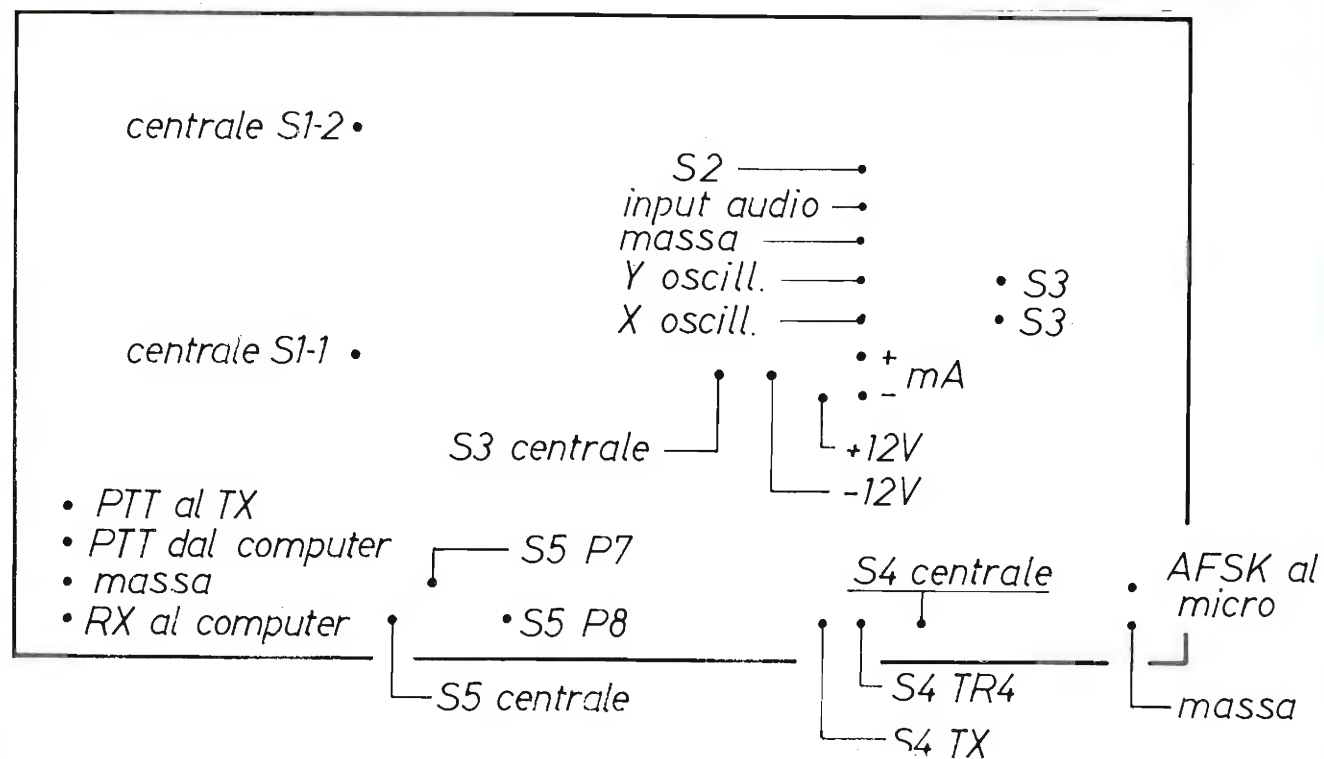 centrale S1-2
S2
input audio
massa
Y oscill.
X oscill.
S3
S3
centrale S1-1
+
mA
-
S3 centrale
+12V
-12V
PTT al TX
PTT dal computer
massa
RX al computer
S5 P7
S5 P8
S5 centrale
S4 centrale
S4 TR4
S4 TX
AFSK al
micro
massa